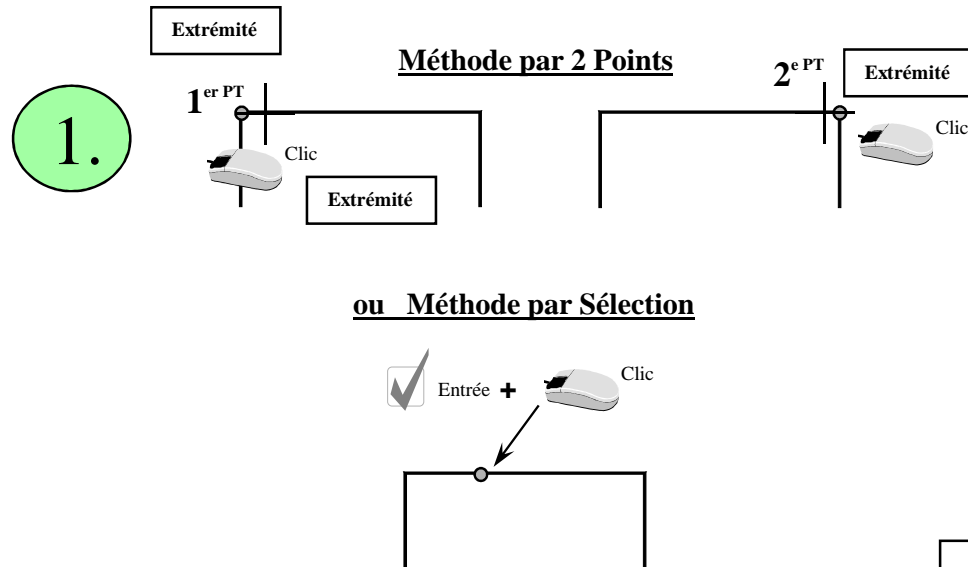 Extrémité
Méthode par 2 Points
1er PT
2e PT
Extrémité
1.
Clic
Clic
Extrémité
ou Méthode par Sélection
Entrée + Clic